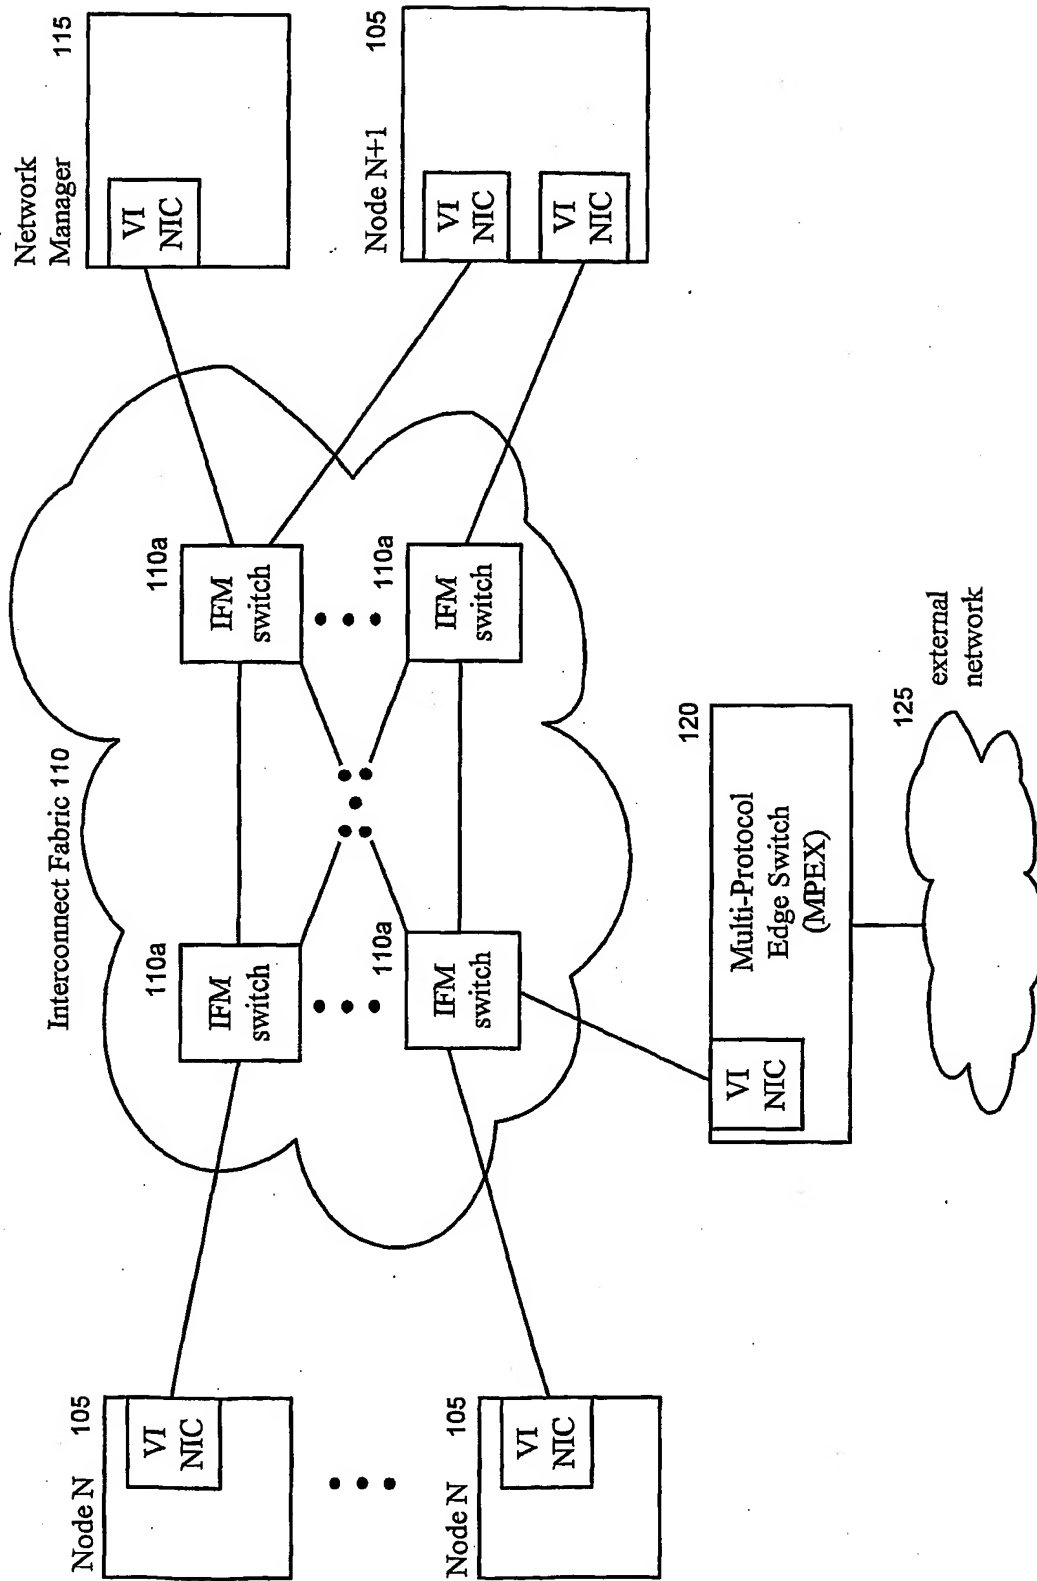 Network
Manager 115
VI
NIC
Node N+1 105
VI
NIC
VI
NIC
Interconnect Fabric 110
110a
IFM
switch
110a
IFM
switch
110a
IFM
switch
110a
IFM
switch
Node N 105
VI
NIC
Node N 105
VI
NIC
120
Multi-Protocol
Edge Switch
(MPEX)
VI
NIC
125
external
network